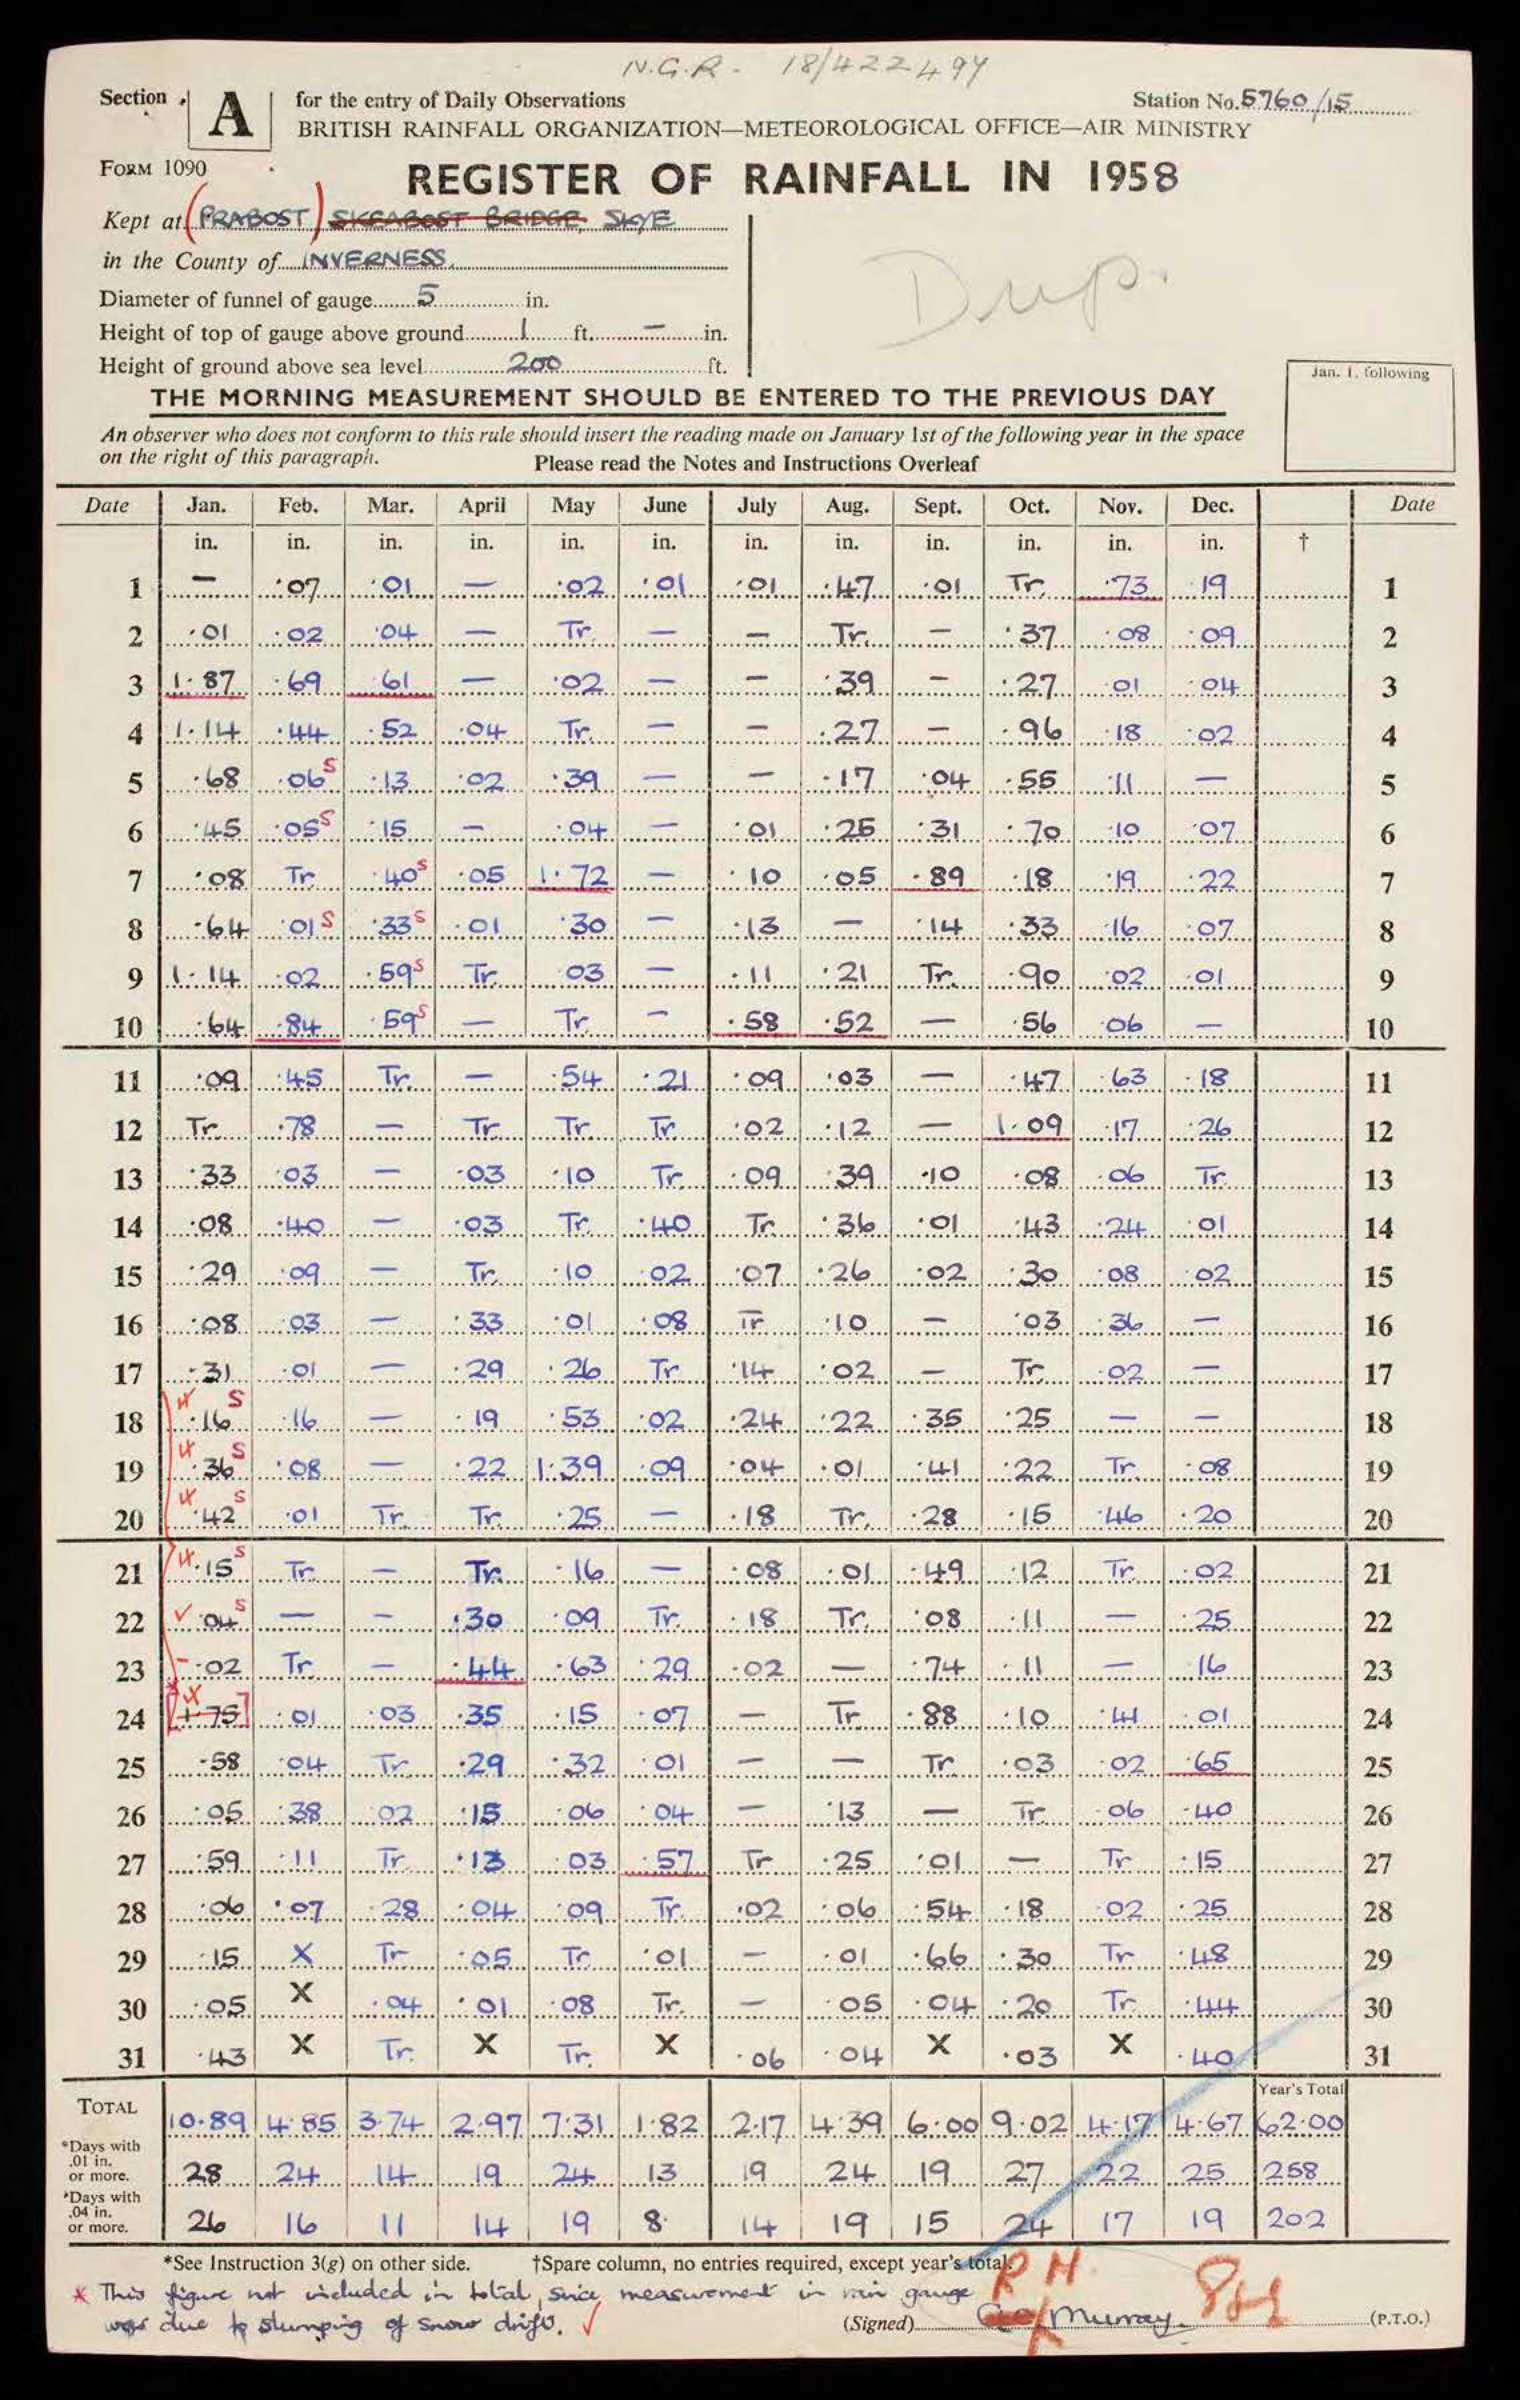 N.G.R. 18/422494
Section A for the entry of Daily Observations Station No. 5760/15
BRITISH RAINFALL ORGANIZATION—METEOROLOGICAL OFFICE—AIR MINISTRY
FORM 1090
REGISTER OF RAINFALL IN 1958
Kept at (PRABOST) SKEABOST BRIDGE, SKYE
in the County of INVERNESS.
Dup.
Diameter of funnel of gauge 5 in.
Height of top of gauge above ground 1 ft. — in.
Height of ground above sea level 200 ft.
Jan. 1, following
THE MORNING MEASUREMENT SHOULD BE ENTERED TO THE PREVIOUS DAY
An observer who does not conform to this rule should insert the reading made on January 1st of the following year in the space
on the right of this paragraph. Please read the Notes and Instructions Overleaf
Date Jan. Feb. Mar. April May June July Aug. Sept. Oct. Nov. Dec. Date
in. in. in. in. in. in. in. in. in. in. in. in. †
1 — .07 .01 — .02 .01 .01 .47 .01 Tr. .73 .19 1
2 .01 .02 .04 — Tr. — — Tr. — .37 .08 .09 2
3 1.87 .69 .61 — .02 — — .39 — .27 .01 .04 3
4 1.14 .44 .52 .04 Tr. — — .27 — .96 .18 .02 4
5 .68 .06 S .13 .02 .39 — — .17 .04 .55 .11 — 5
6 .45 .05 S .15 — .04 — .01 .25 .31 .70 .10 .07 6
7 .08 Tr. .40 S .05 1.72 — .10 .05 .89 .18 .19 .22 7
8 .64 .01 S .33 S .01 .30 — .13 — .14 .33 .16 .07 8
9 1.14 .02 .59 S Tr. .03 — .11 .21 Tr. .90 .02 .01 9
10 .64 .84 .59 S — Tr. — .58 .52 — .56 .06 — 10
11 .09 .45 Tr. — .54 .21 .09 .03 — .47 .63 .18 11
12 Tr. .78 — Tr. Tr. Tr. .02 .12 — 1.09 .17 .26 12
13 .33 .03 — .03 .10 Tr. .09 .39 .10 .08 .06 Tr. 13
14 .08 .40 — .03 Tr. .40 Tr. .36 .01 .43 .24 .01 14
15 .29 .09 — Tr. .10 .02 .07 .26 .02 .30 .08 .02 15
16 .08 .03 — .33 .01 .08 Tr .10 — .03 .36 — 16
17 .31 .01 — .29 .26 Tr. .14 .02 — Tr. .02 — 17
18 .16 S .16 — .19 .53 .02 .24 .22 .35 .25 — — 18
19 .36 S .08 — .22 1.39 .09 .04 .01 .41 .22 Tr. .08 19
20 .42 S .01 Tr. Tr. .25 — .18 Tr. .28 .15 .46 .20 20
21 .15 S Tr. — Tr. .16 — .08 .01 .49 .12 Tr. .02 21
22 ✓ .04 S — — .30 .09 Tr. .18 Tr. .08 .11 — .25 22
23 .02 Tr. — .44 .63 .29 .02 — .74 .11 — .16 23
24 [1.75] .01 .03 .35 .15 .07 — Tr. .88 .10 .41 .01 24
25 .58 .04 Tr. .29 .32 .01 — — Tr. .03 .02 .65 25
26 .05 .38 .02 .15 .06 .04 — .13 — Tr. .06 .40 26
27 .59 .11 Tr. .13 .03 .57 Tr .25 .01 — Tr .15 27
28 .06 .07 .28 .04 .09 Tr. .02 .06 .54 .18 .02 .25 28
29 .15 X Tr .05 Tr. .01 — .01 .66 .30 Tr .48 29
30 .05 X .04 .01 .08 Tr. — .05 .04 .20 Tr .44 30
31 .43 X Tr. X Tr. X .06 .04 X .03 X .40 31
Year's Total
TOTAL 10.89 4.85 3.74 2.97 7.31 1.82 2.17 4.39 6.00 9.02 4.17 4.67 62.00
*Days with
.01 in.
or more. 28 24 14 19 24 13 19 24 19 27 22 25 258
*Days with
.04 in.
or more. 26 16 11 14 19 8 14 19 15 24 17 19 202
*See Instruction 3(g) on other side. †Spare column, no entries required, except year's total.
* This figure not included in total, since measurement in rain gauge
was due to slumping of snow drift. ✓
RH
(Signed) Murray. (P.T.O.)